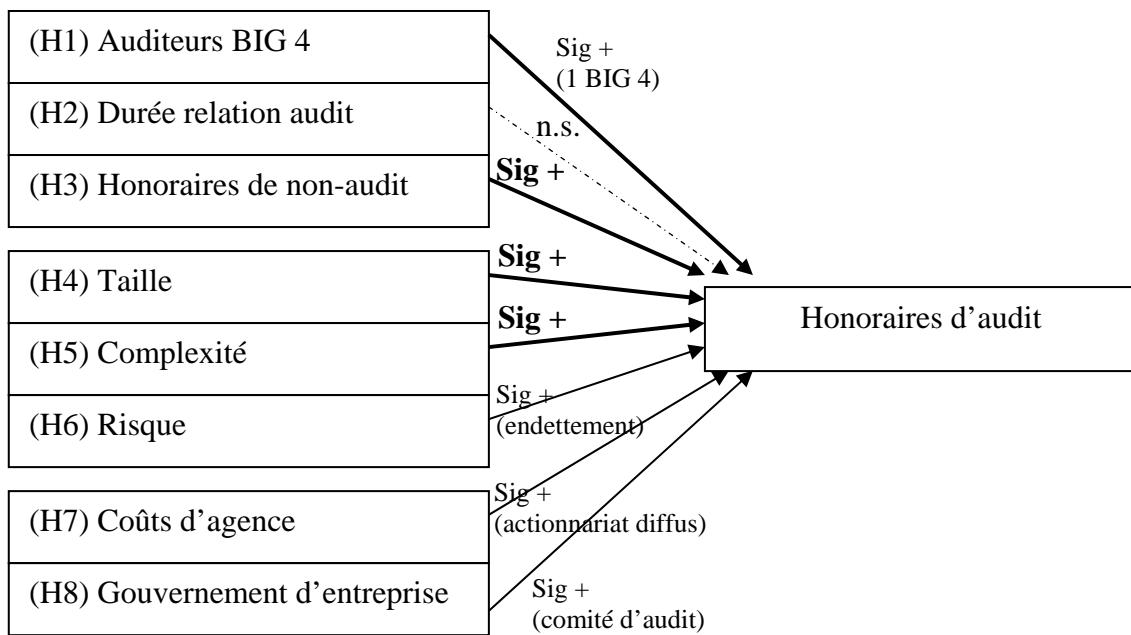 (H1) Auditeurs BIG 4
Sig +
(1 BIG 4)
(H2) Durée relation audit
n.s.
(H3) Honoraires de non-audit
Sig +
(H4) Taille
Sig +
(H5) Complexité
Sig +
(H6) Risque
Sig +
(endettement)
(H7) Coûts d’agence
Sig +
(actionnariat diffus)
(H8) Gouvernement d’entreprise
Sig +
(comité d’audit)
Honoraires d’audit